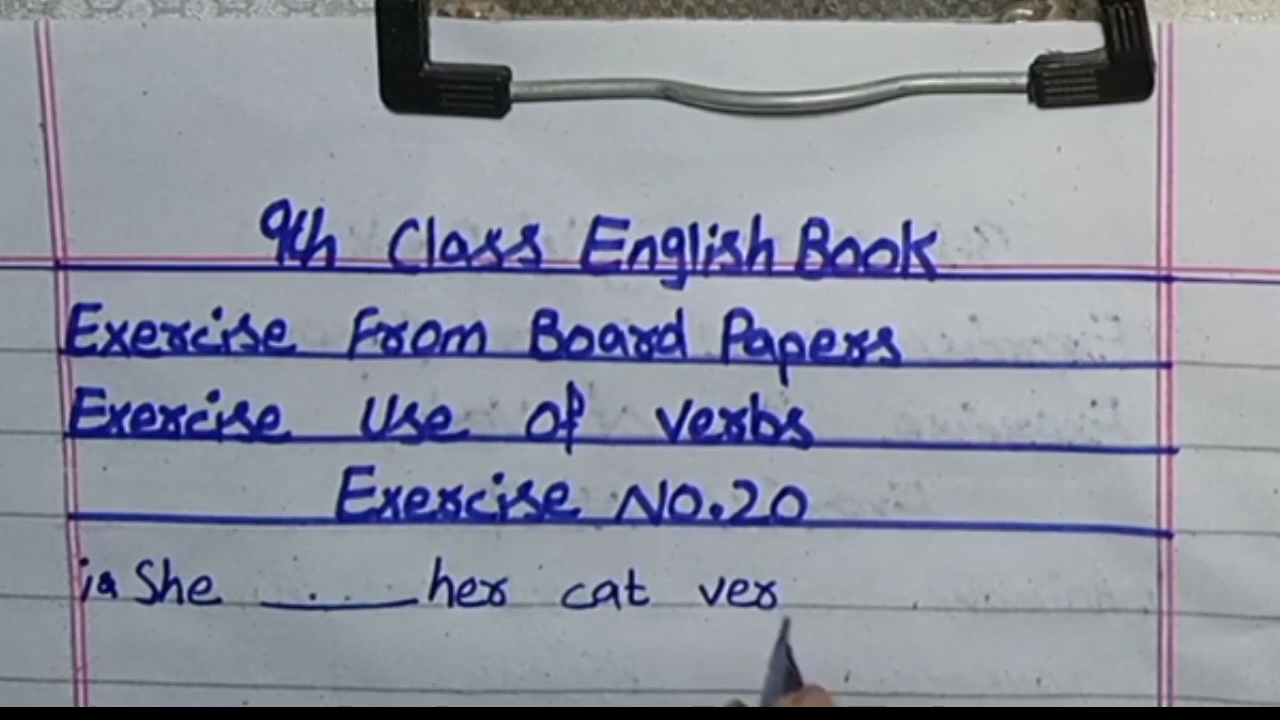 9th Class English Book
Exercise From Board Papers
Exercise Use of verbs
Exercise No.20
i. She ____ her cat ver